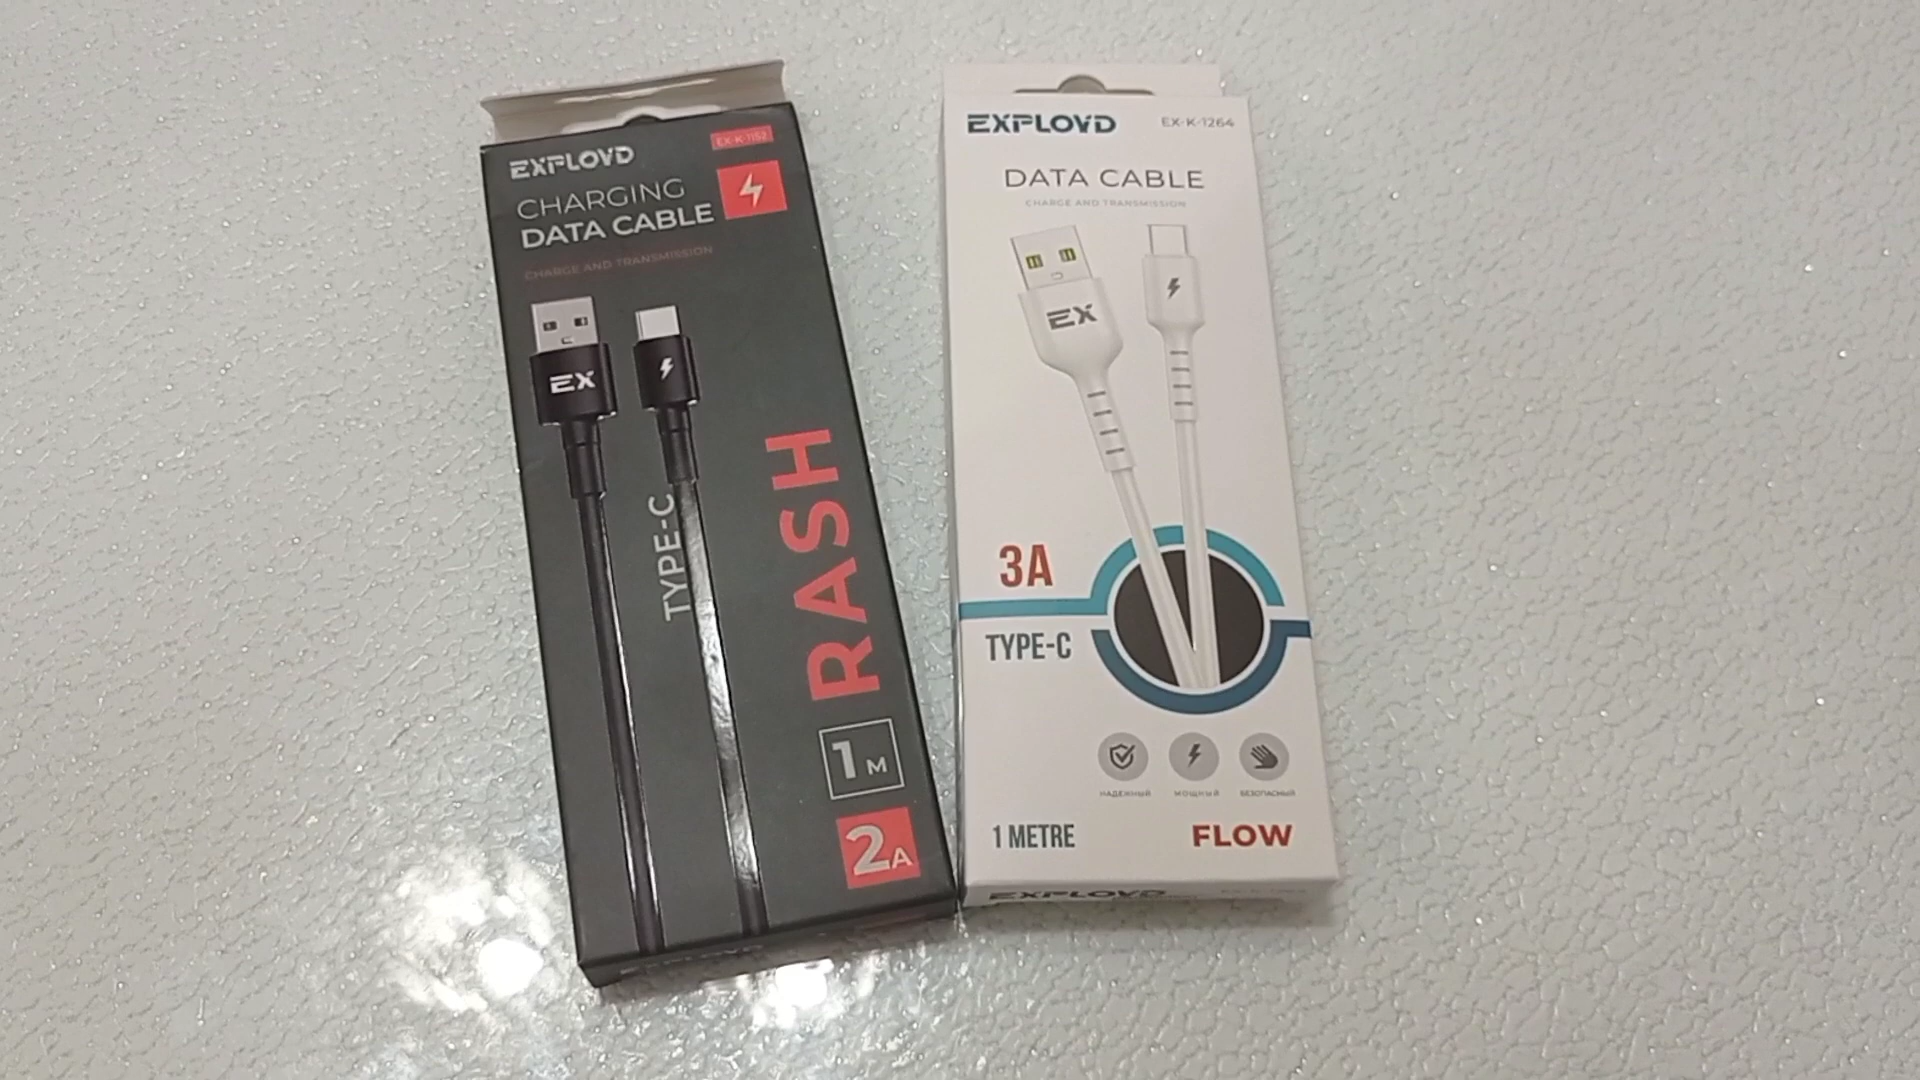 EXPLOYD
EX-K-1152
CHARGING
DATA CABLE
CHARGE AND TRANSMISSION
EX
TYPE-C
RASH
1 M
2A
EXPLOYD
EX-K-1264
DATA CABLE
CHARGE AND TRANSMISSION
EX
3A
TYPE-C
НАДЕЖНЫЙ
МОЩНЫЙ
БЕЗОПАСНЫЙ
1 METRE
FLOW
EXPLOYD